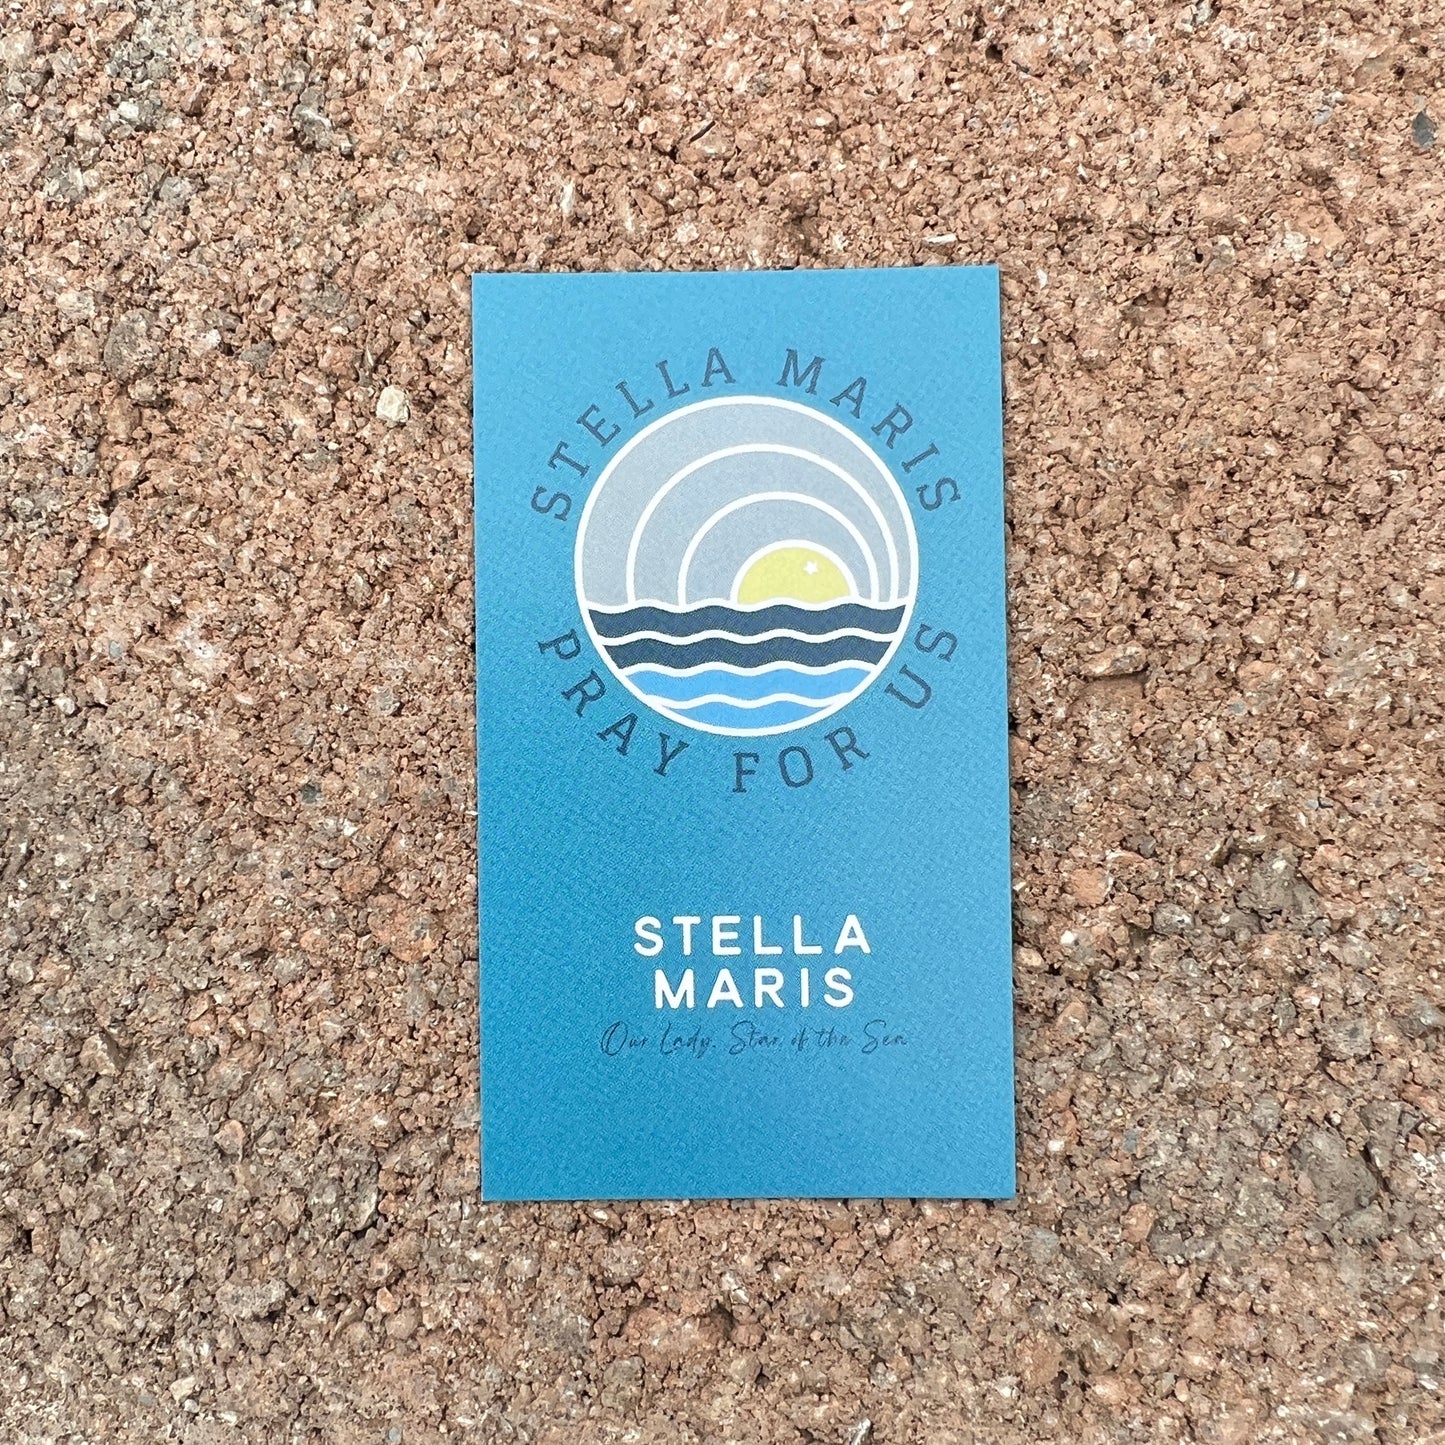 STELLA MARIS
PRAY FOR US
STELLA
MARIS
Our Lady, Star of the Sea